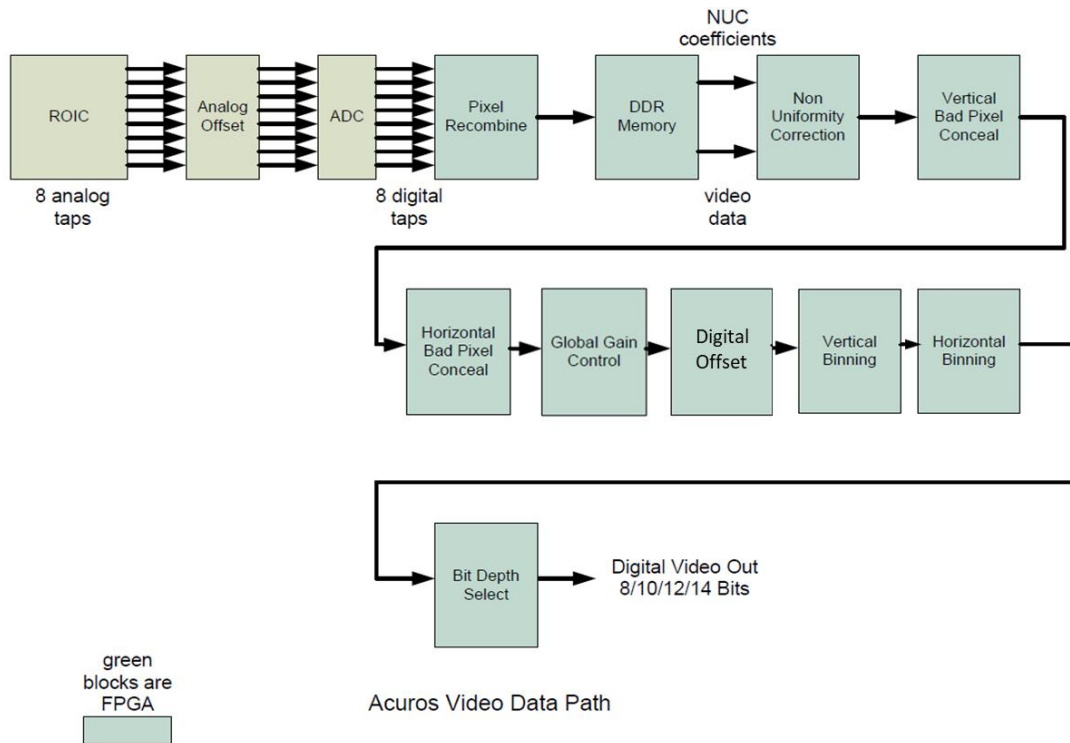 NUC
coefficients
ROIC
Analog
Offset
ADC
Pixel
Recombine
DDR
Memory
Non
Uniformity
Correction
Vertical
Bad Pixel
Conceal
8 analog
taps
8 digital
taps
video
data
Horizontal
Bad Pixel
Conceal
Global Gain
Control
Digital
Offset
Vertical
Binning
Horizontal
Binning
Bit Depth
Select
Digital Video Out
8/10/12/14 Bits
green
blocks are
FPGA
Acuros Video Data Path